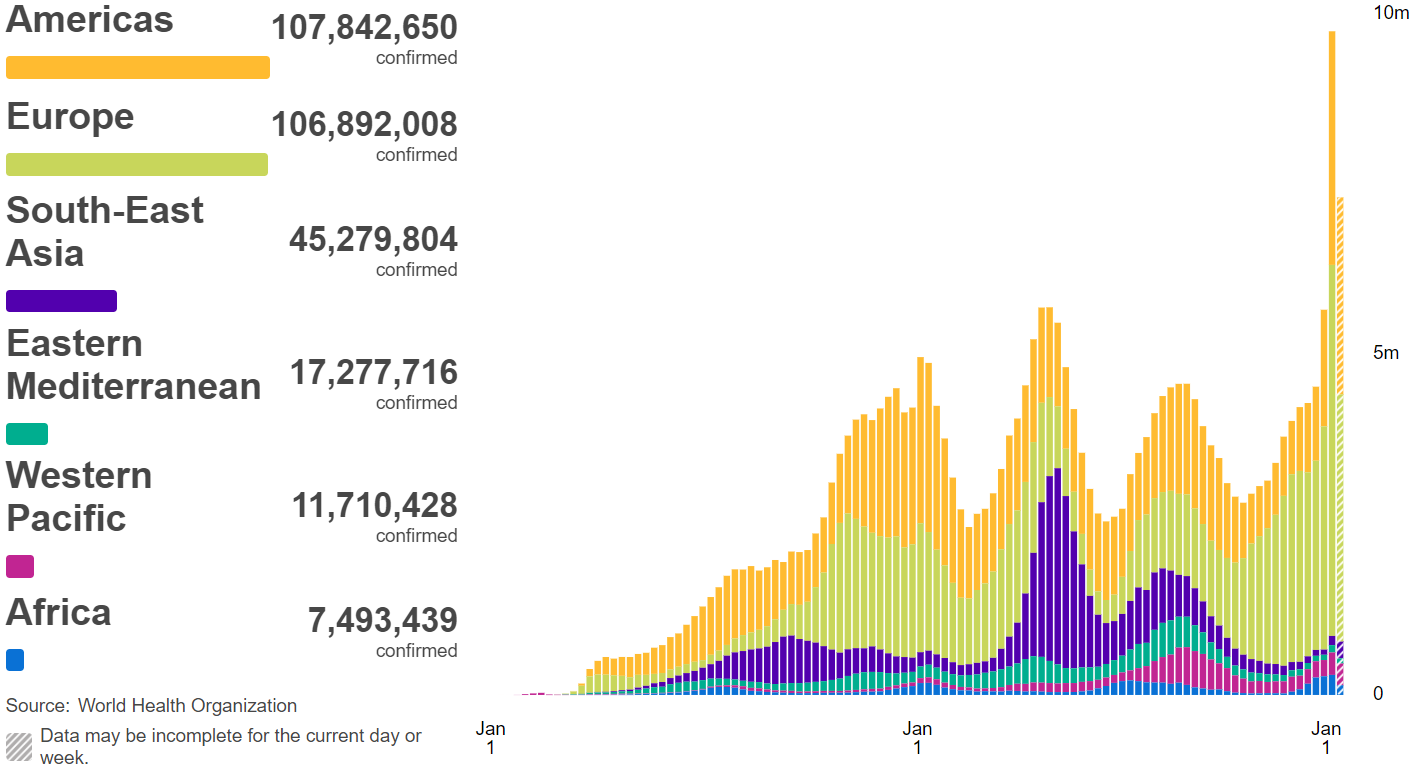 Americas
107,842,650
confirmed
Europe
106,892,008
confirmed
South-East
Asia
45,279,804
confirmed
Eastern
Mediterranean
17,277,716
confirmed
Western
Pacific
11,710,428
confirmed
Africa
7,493,439
confirmed
Source: World Health Organization
Data may be incomplete for the current day or
week.
10m
5m
0
Jan
1
Jan
1
Jan
1